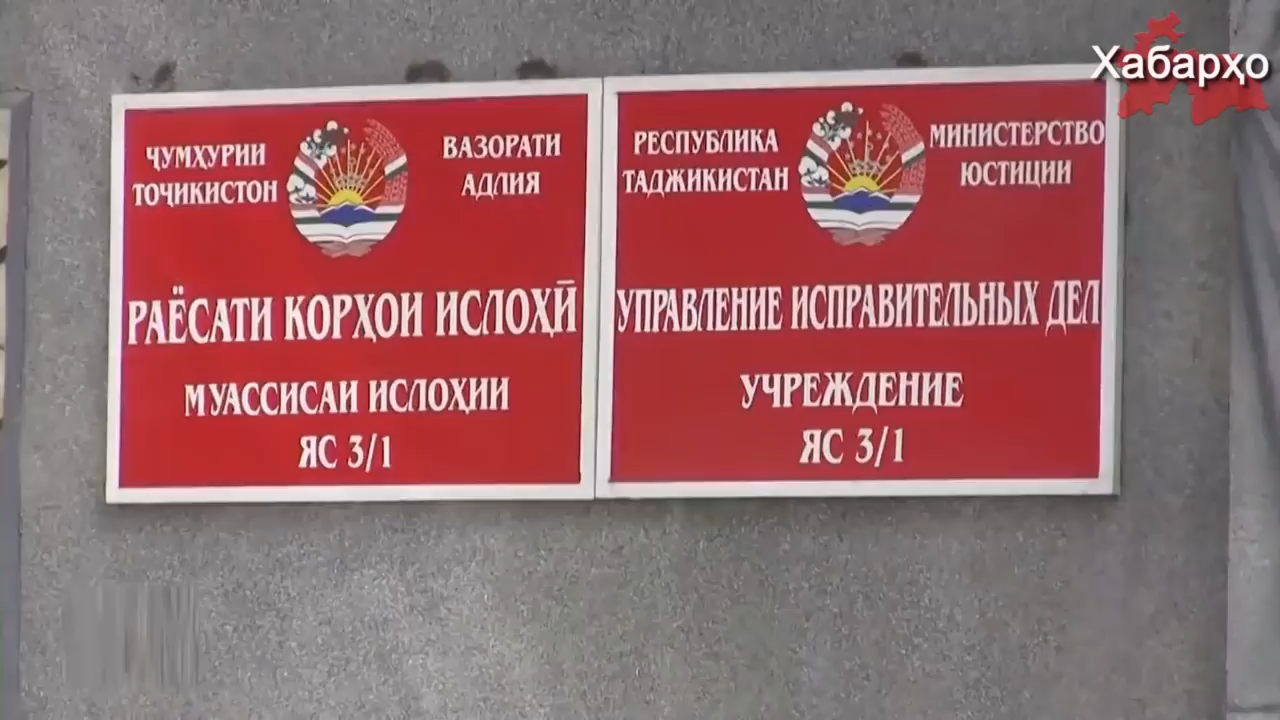 Хабарҳо
ҶУМҲУРИИ
ТОҶИКИСТОН
ВАЗОРАТИ
АДЛИЯ
РАЁСАТИ КОРҲОИ ИСЛОҲӢ
МУАССИСАИ ИСЛОҲИИ
ЯС 3/1
РЕСПУБЛИКА
ТАДЖИКИСТАН
МИНИСТЕРСТВО
ЮСТИЦИИ
УПРАВЛЕНИЕ ИСПРАВИТЕЛЬНЫХ ДЕЛ
УЧРЕЖДЕНИЕ
ЯС 3/1